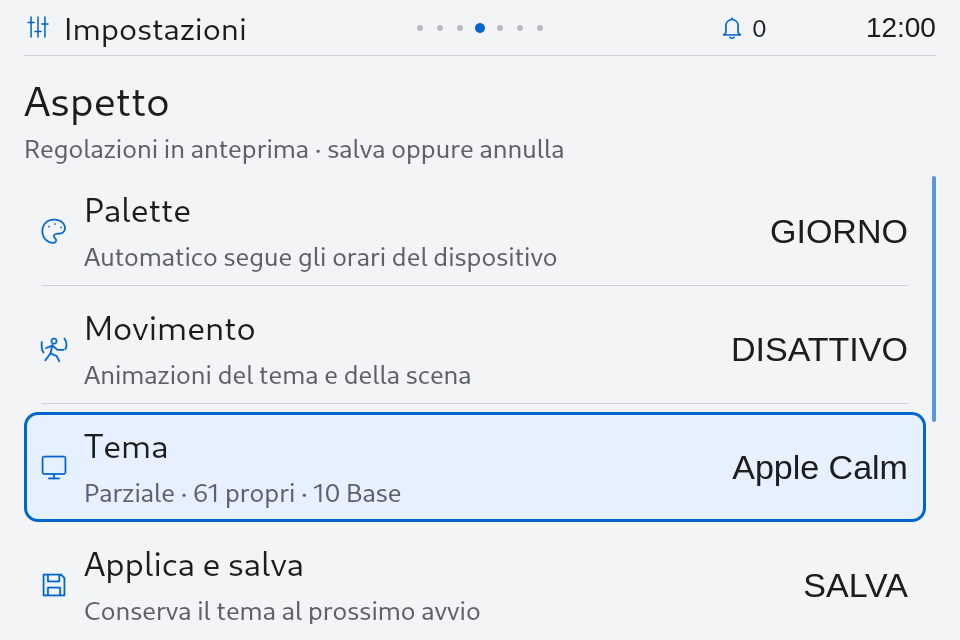 Impostazioni
0
12:00
Aspetto
Regolazioni in anteprima · salva oppure annulla
Palette
GIORNO
Automatico segue gli orari del dispositivo
Movimento
DISATTIVO
Animazioni del tema e della scena
Tema
Apple Calm
Parziale · 61 propri · 10 Base
Applica e salva
SALVA
Conserva il tema al prossimo avvio